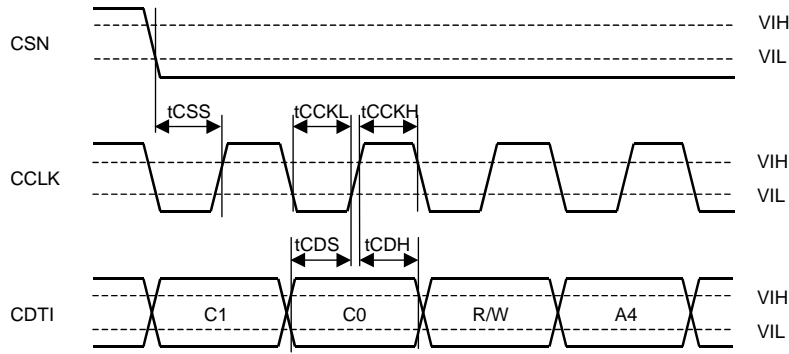 CSN
VIH
VIL
tCSS
tCCKL
tCCKH
CCLK
VIH
VIL
tCDS
tCDH
CDTI
C1
C0
R/W
A4
VIH
VIL